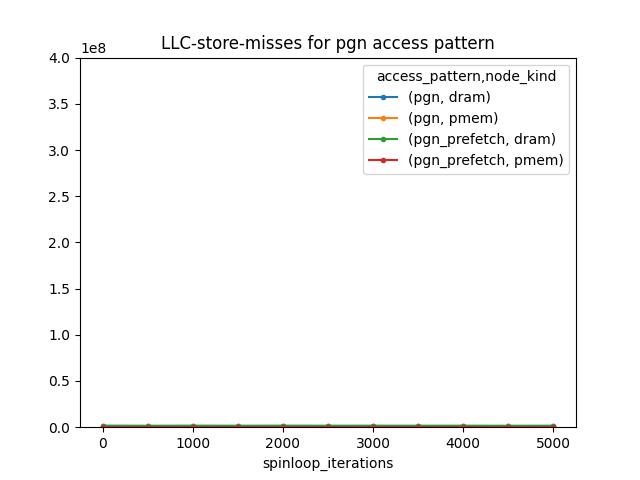 LLC-store-misses for pgn access pattern
1e8
4.0
3.5
3.0
2.5
2.0
1.5
1.0
0.5
0.0
access_pattern,node_kind
(pgn, dram)
(pgn, pmem)
(pgn_prefetch, dram)
(pgn_prefetch, pmem)
0 1000 2000 3000 4000 5000
spinloop_iterations